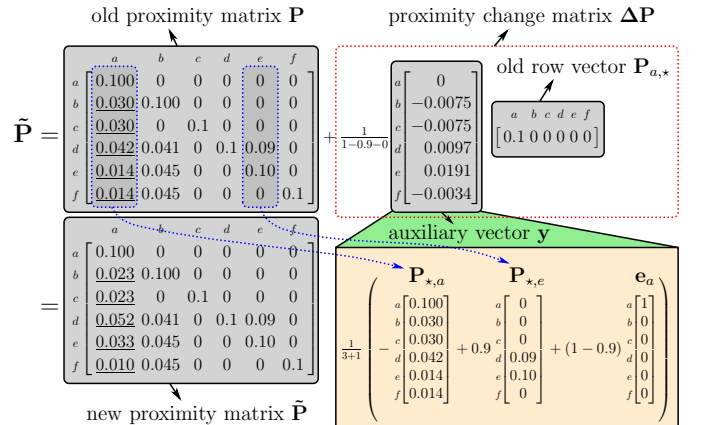 old proximity matrix P
proximity change matrix ΔP
a b c d e f
a 0.100 0 0 0 0 0
b 0.030 0.100 0 0 0 0
c 0.030 0 0.1 0 0 0
d 0.042 0.041 0 0.1 0.09 0
e 0.014 0.045 0 0 0.10 0
f 0.014 0.045 0 0 0 0.1
P̃ =
+ 1/(1-0.9-0)
a 0
b −0.0075
c −0.0075
d 0.0097
e 0.0191
f −0.0034
old row vector P_{a,⋆}
a b c d e f
[0.1 0 0 0 0 0]
auxiliary vector y
=
a b c d e f
a 0.100 0 0 0 0 0
b 0.023 0.100 0 0 0 0
c 0.023 0 0.1 0 0 0
d 0.052 0.041 0 0.1 0.09 0
e 0.033 0.045 0 0 0.10 0
f 0.010 0.045 0 0 0 0.1
new proximity matrix P̃
P_{⋆,a} P_{⋆,e} e_a
1/(3+1) ( − + 0.9 + (1−0.9) )
a 0.100 a 0 a 1
b 0.030 b 0 b 0
c 0.030 c 0 c 0
d 0.042 d 0.09 d 0
e 0.014 e 0.10 e 0
f 0.014 f 0 f 0